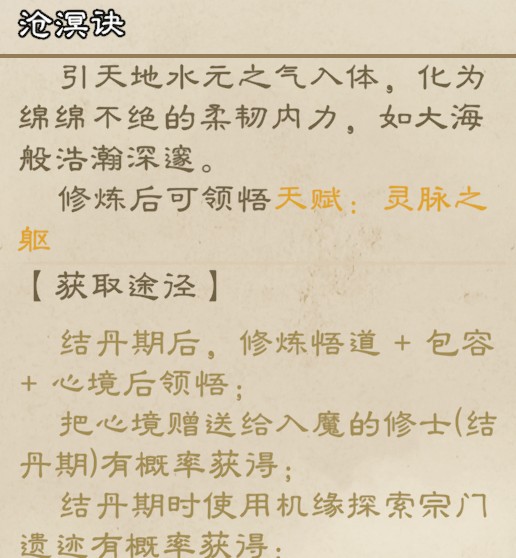 沧溟诀
引天地水元之气入体，化为
绵绵不绝的柔韧内力，如大海
般浩瀚深邃。
修炼后可领悟天赋：灵脉之
躯
【获取途径】
结丹期后，修炼悟道 + 包容
+ 心境后领悟；
把心境赠送给入魔的修士(结
丹期)有概率获得；
结丹期时使用机缘探索宗门
遗迹有概率获得；